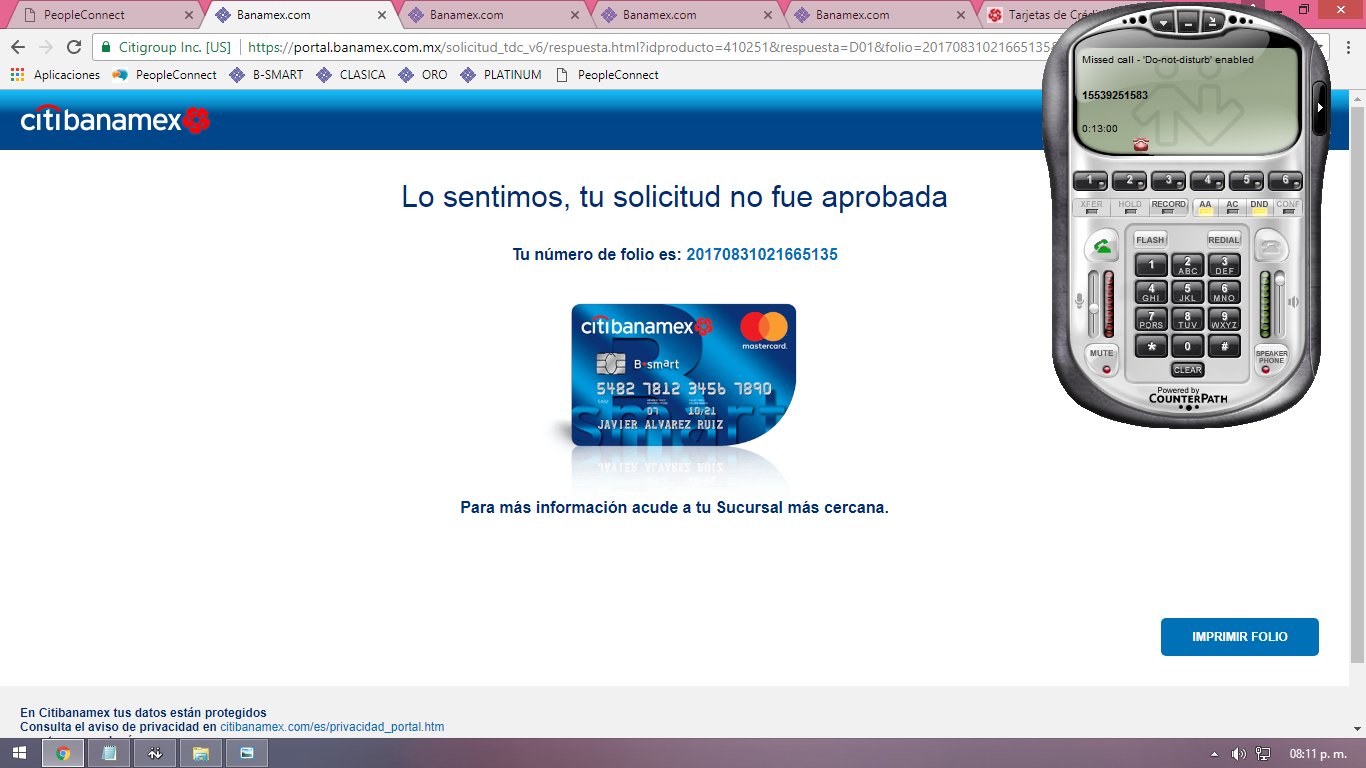 PeopleConnect
Banamex.com
Banamex.com
Banamex.com
Banamex.com
Tarjetas de Crédi
Citigroup Inc. [US]
https://portal.banamex.com.mx/solicitud_tdc_v6/respuesta.html?idproducto=410251&respuesta=D01&folio=20170831021665135
Aplicaciones
PeopleConnect
B-SMART
CLASICA
ORO
PLATINUM
PeopleConnect
citibanamex
Lo sentimos, tu solicitud no fue aprobada
Tu número de folio es: 20170831021665135
citibanamex
mastercard.
B·smart
5482 7812 3456 7890
07 10/21
smart
JAVIER ALVAREZ RUIZ
Para más información acude a tu Sucursal más cercana.
IMPRIMIR FOLIO
En Citibanamex tus datos están protegidos
Consulta el aviso de privacidad en citibanamex.com/es/privacidad_portal.htm
Missed call - 'Do-not-disturb' enabled
15539251583
0:13:00
1 2 3 4 5 6
XFER HOLD RECORD AA AC DND CONF
FLASH REDIAL
1 2 ABC 3 DEF
4 GHI 5 JKL 6 MNO
7 PQRS 8 TUV 9 WXYZ
* 0 #
MUTE
SPEAKER PHONE
CLEAR
Powered by
COUNTERPATH
08:11 p. m.